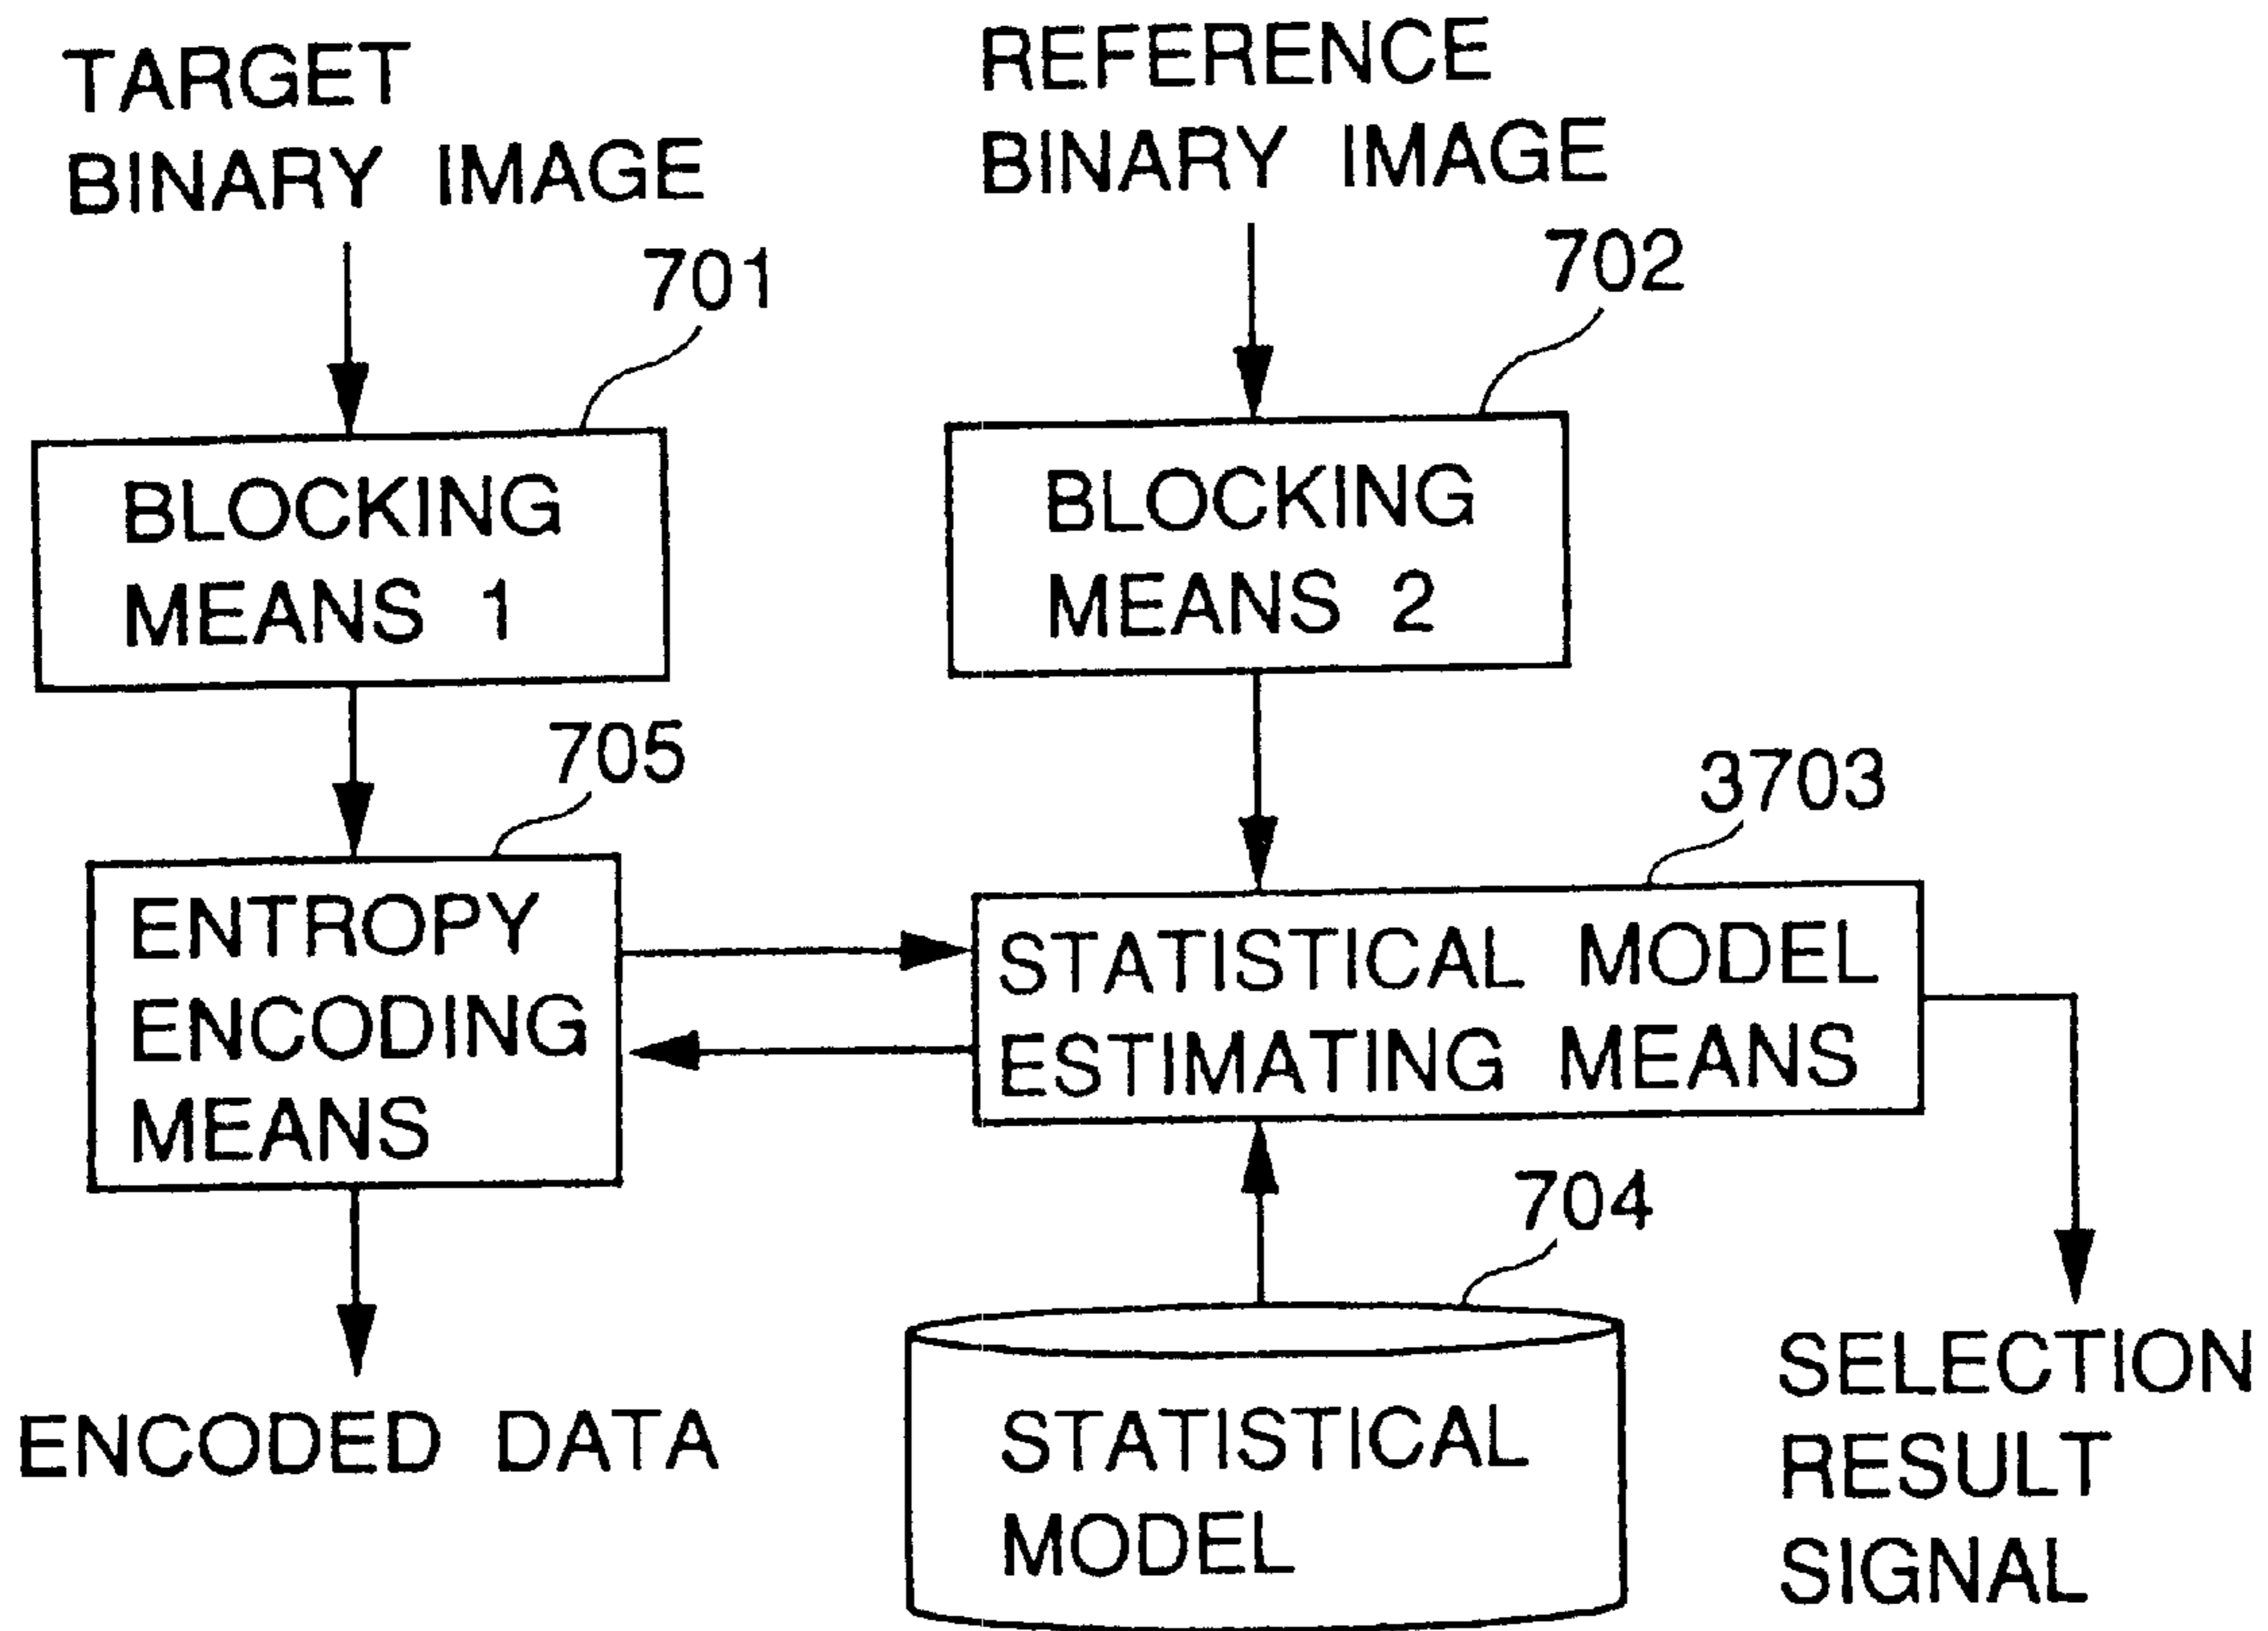 TARGET
BINARY IMAGE
REFERENCE
BINARY IMAGE
701
702
BLOCKING
MEANS 1
BLOCKING
MEANS 2
705
3703
ENTROPY
ENCODING
MEANS
STATISTICAL MODEL
ESTIMATING MEANS
704
ENCODED DATA
STATISTICAL
MODEL
SELECTION
RESULT
SIGNAL